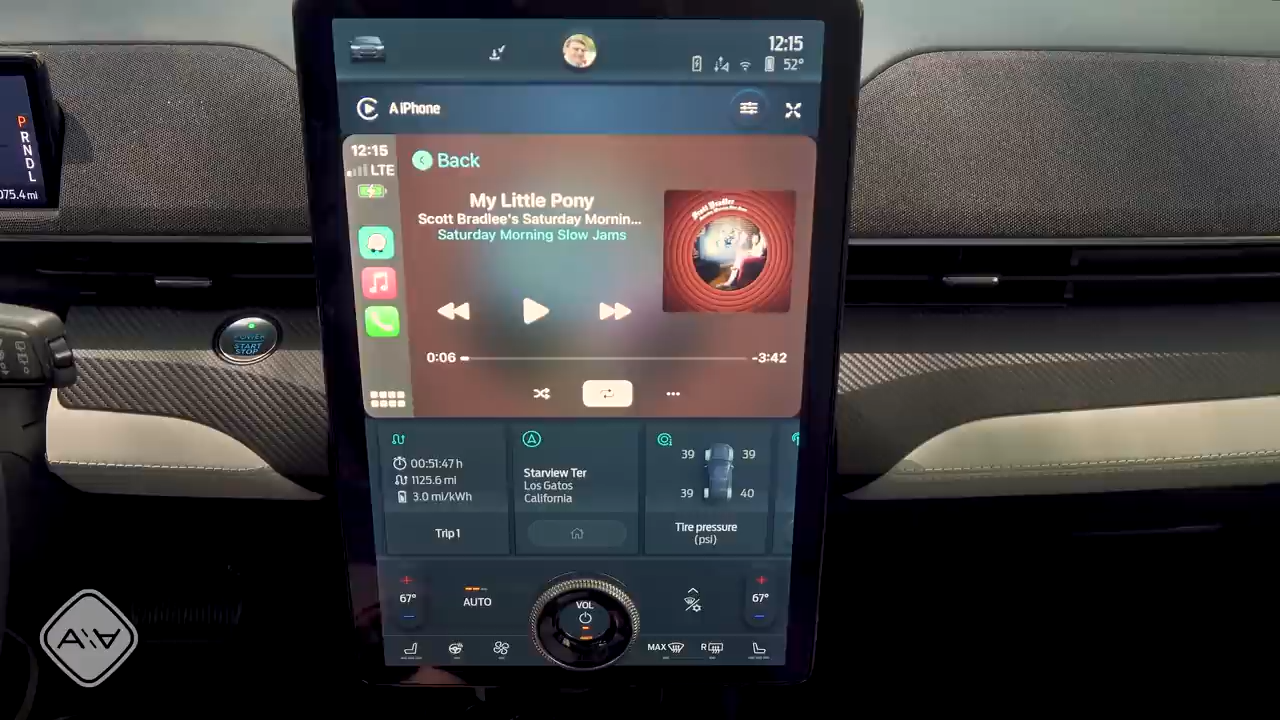 12:15
52°
A iPhone
12:15
LTE
Back
My Little Pony
Scott Bradlee's Saturday Mornin...
Saturday Morning Slow Jams
Scott Bradlee
0:06
-3:42
P
R
N
D
L
075.4 mi
POWER
START
STOP
00:51:47 h
1125.6 mi
3.0 mi/kWh
Trip 1
Starview Ter
Los Gatos
California
39 39
39 40
Tire pressure
(psi)
+
67°
–
AUTO
VOL
+
67°
–
MAX
R
A\:\A